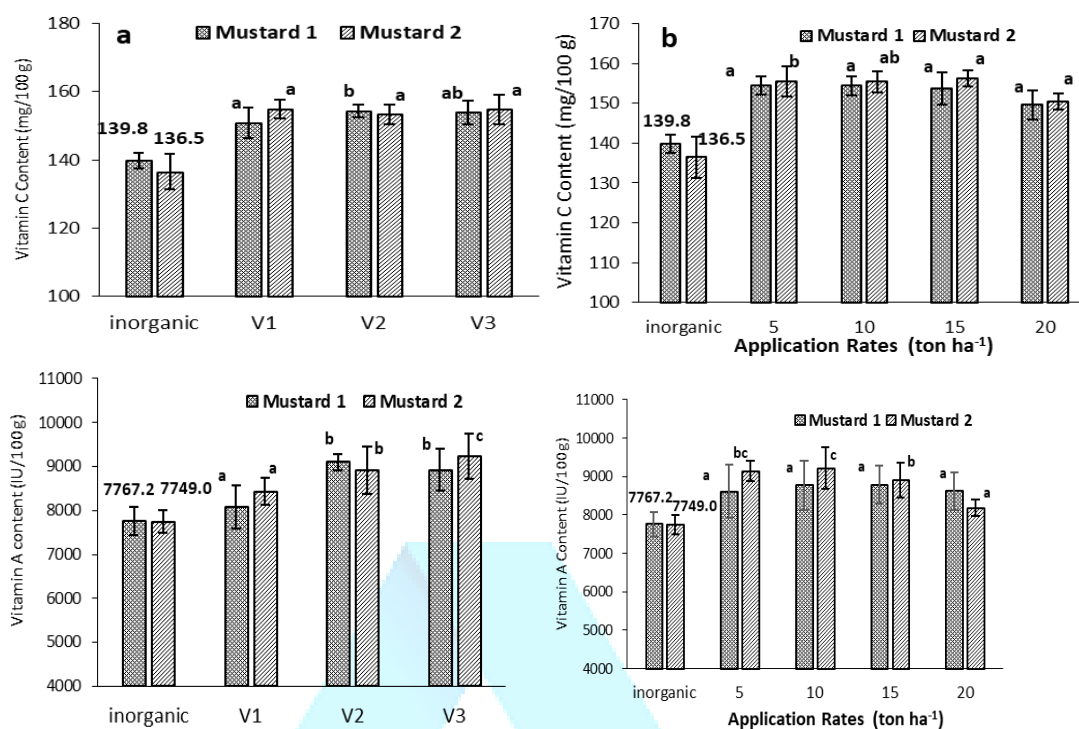 a
Mustard 1 Mustard 2
Vitamin C Content (mg/100g)
180
160
140
120
100
139.8
136.5
a a
b a
ab a
inorganic V1 V2 V3
b
Mustard 1 Mustard 2
Vitamin C Content (mg/100 g)
170
160
150
140
130
120
110
100
139.8
136.5
a b
a ab
a a
a a
inorganic 5 10 15 20
Application Rates (ton ha⁻¹)
Mustard 1 Mustard 2
Vitamin A content (IU/100g)
11000
10000
9000
8000
7000
6000
5000
4000
7767.2 7749.0
a a
b b
b c
inorganic V1 V2 V3
Mustard 1 Mustard 2
Vitamin A Content (IU/100g)
11000
10000
9000
8000
7000
6000
5000
4000
7767.2
7749.0
a bc
a c
a b
a a
inorganic 5 10 15 20
Application Rates (ton ha⁻¹)